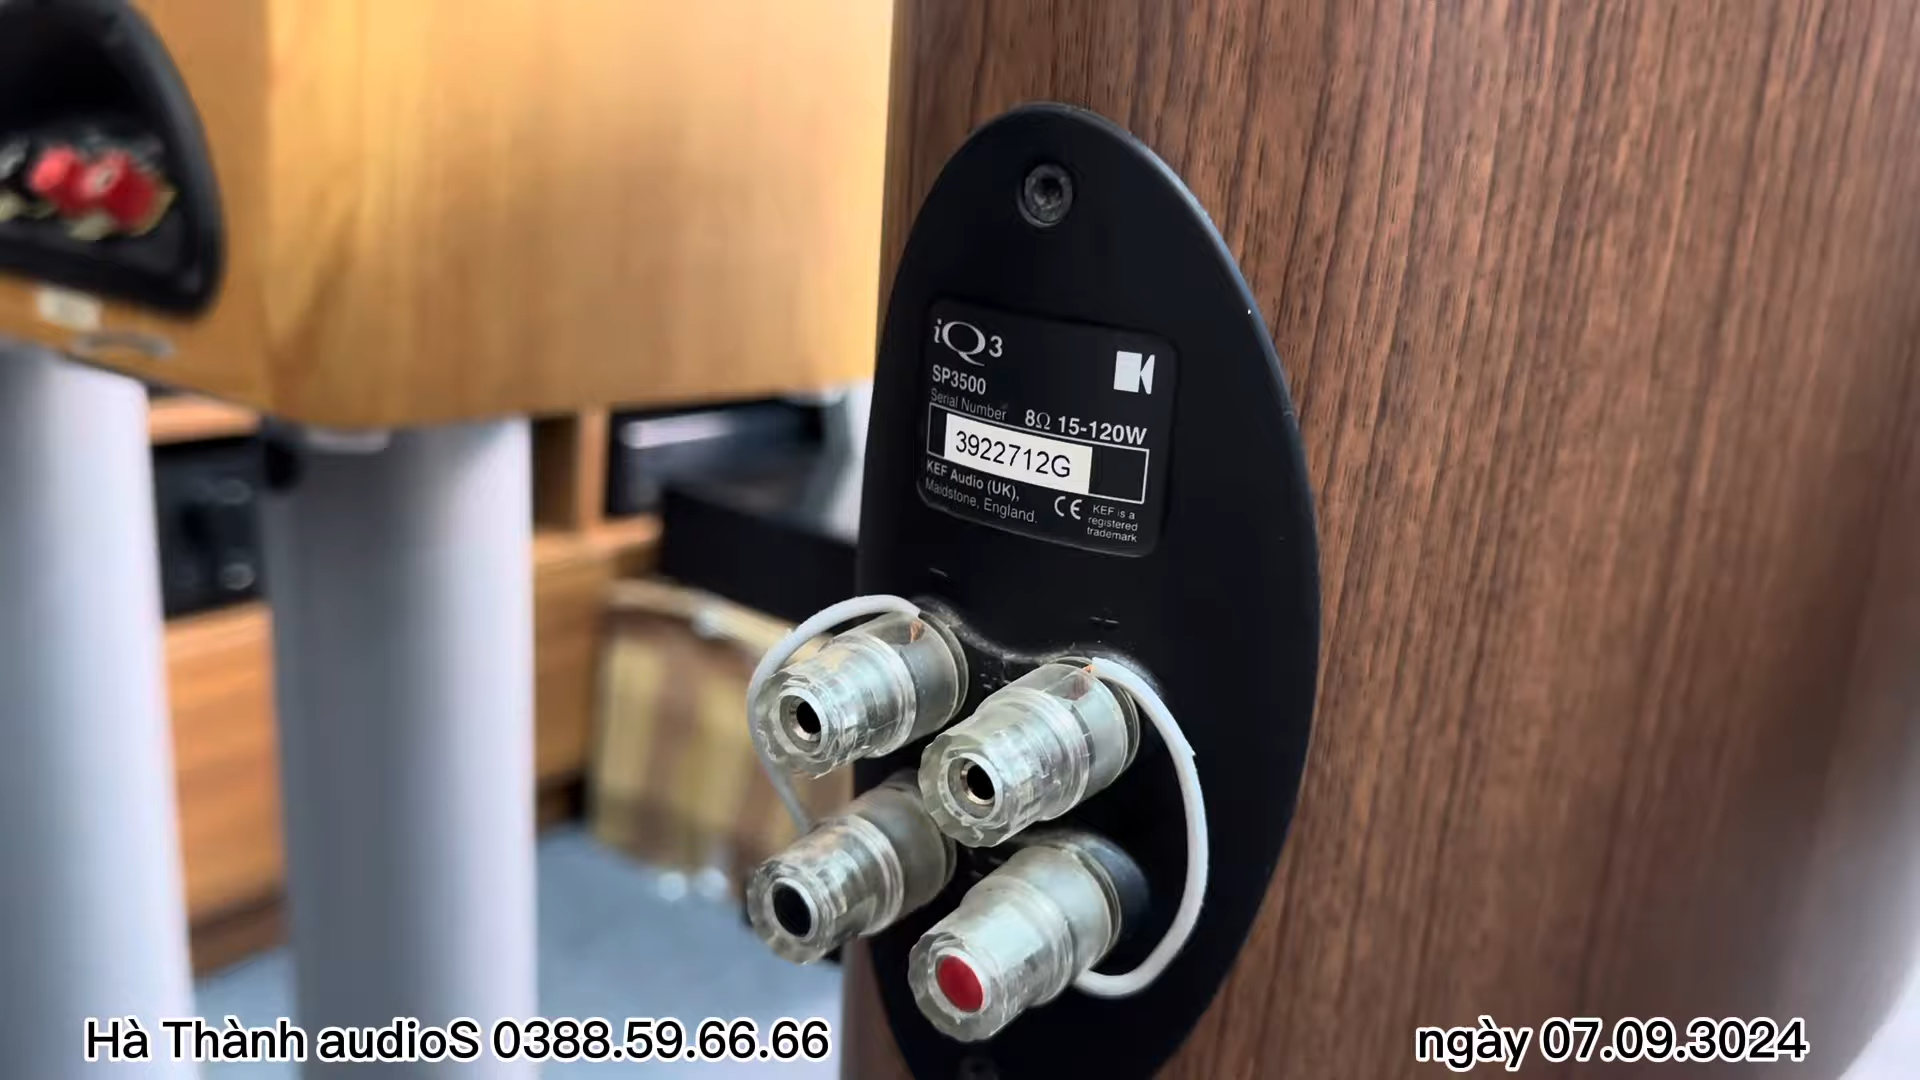 iQ3
SP3500
Serial Number
8Ω 15-120W
3922712G
KEF Audio (UK),
Maidstone, England.
CE
KEF is a
registered
trademark
-
+
Hà Thành audioS 0388.59.66.66
ngày 07.09.3024